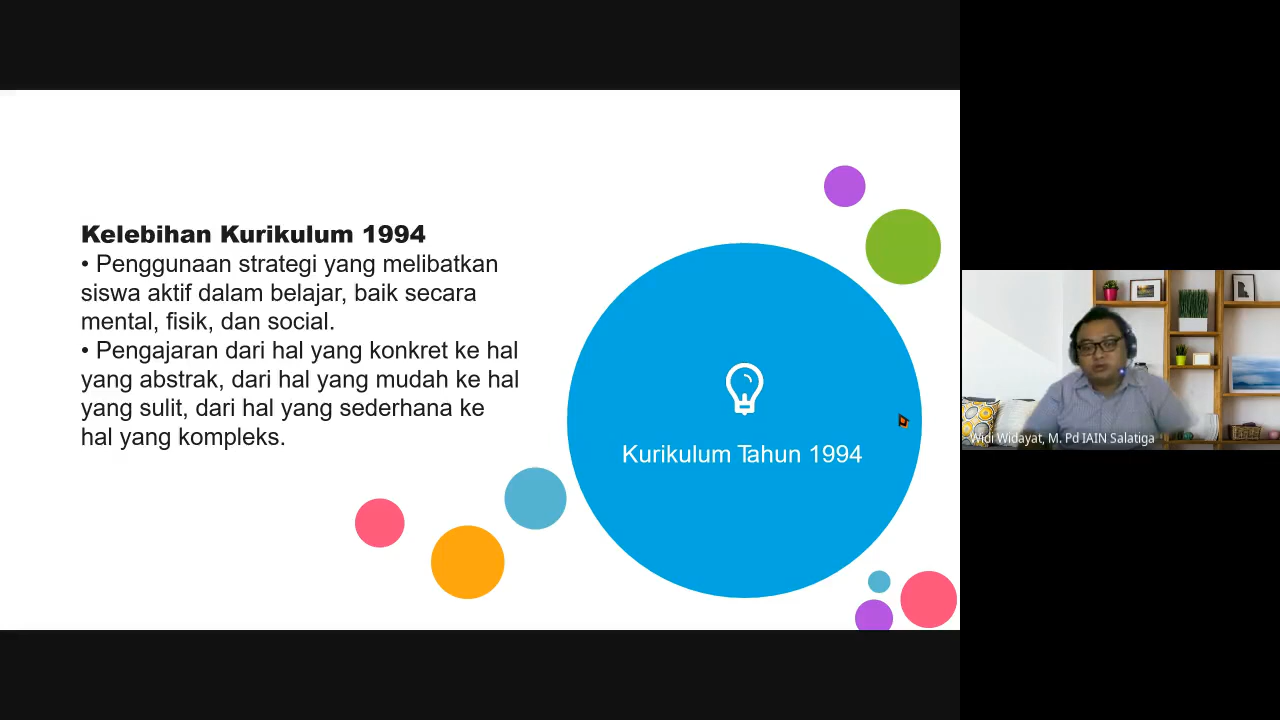 Kelebihan Kurikulum 1994
• Penggunaan strategi yang melibatkan
siswa aktif dalam belajar, baik secara
mental, fisik, dan social.
• Pengajaran dari hal yang konkret ke hal
yang abstrak, dari hal yang mudah ke hal
yang sulit, dari hal yang sederhana ke
hal yang kompleks.
Kurikulum Tahun 1994
Widi Widayat, M. Pd IAIN Salatiga